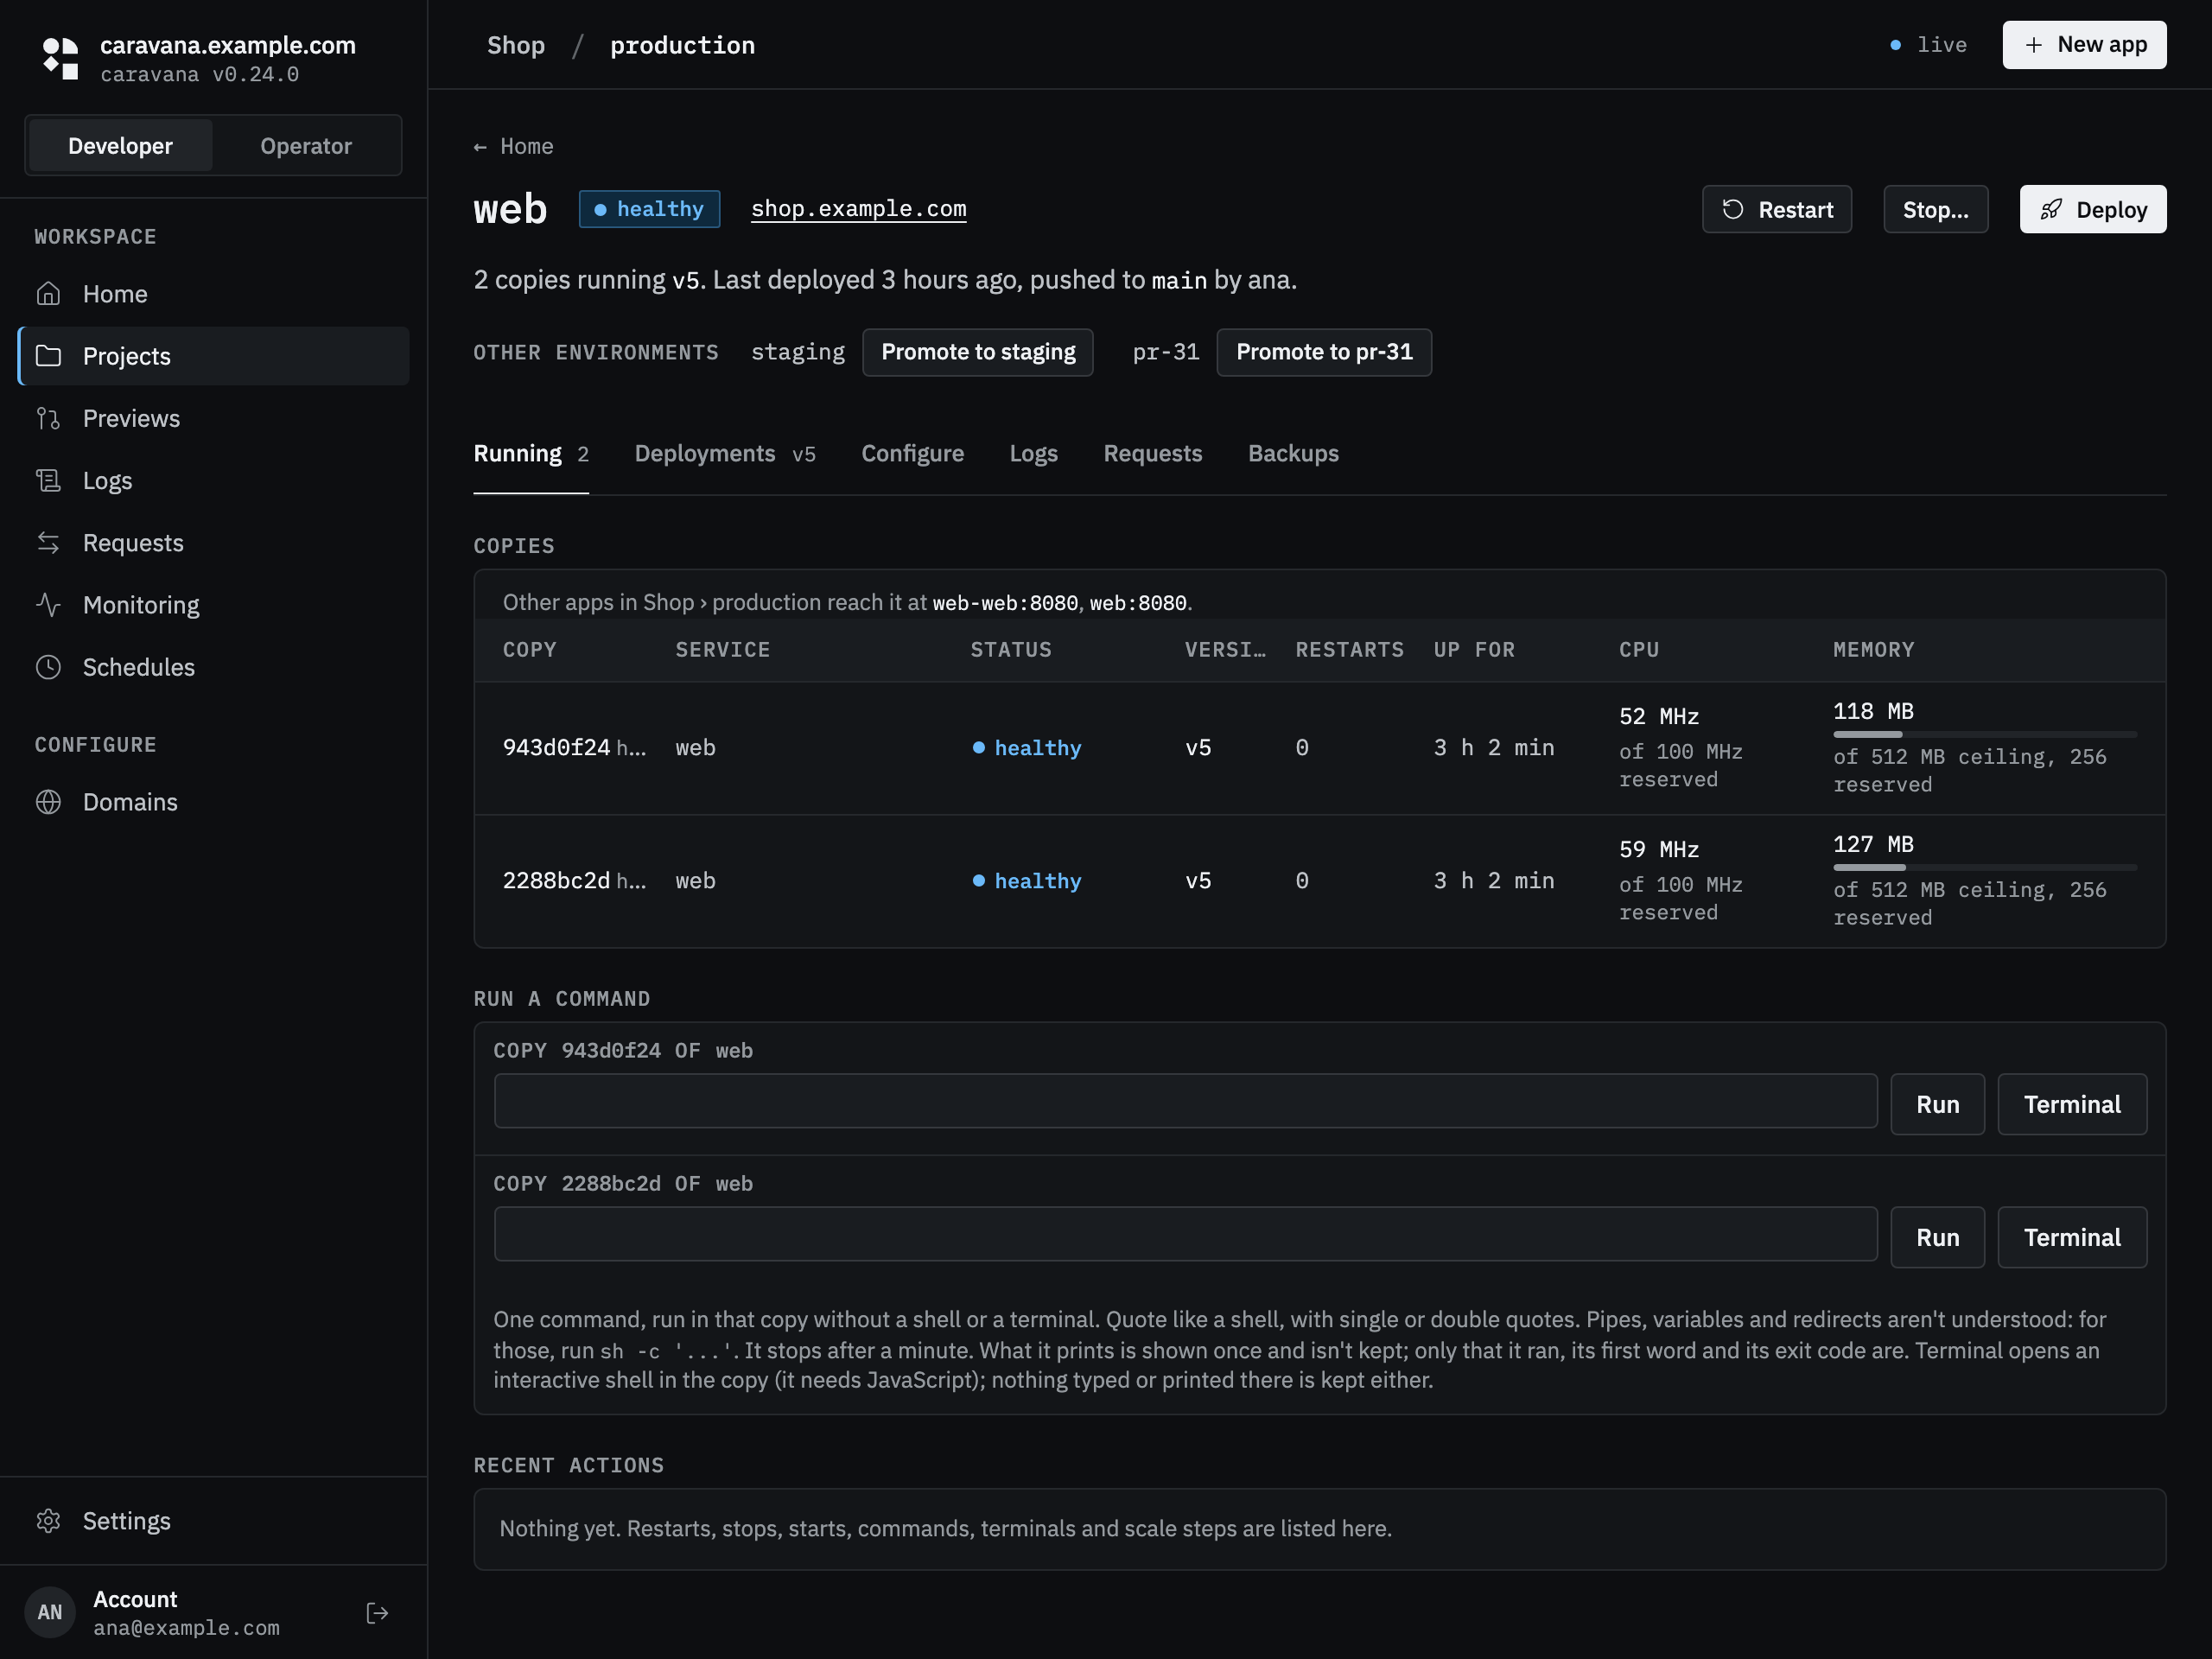 caravana.example.com
caravana v0.24.0
Developer Operator
WORKSPACE
Home
Projects
Previews
Logs
Requests
Monitoring
Schedules
CONFIGURE
Domains
Settings
AN
Account
ana@example.com
Shop / production
live
+ New app
← Home
web healthy shop.example.com
Restart Stop... Deploy
2 copies running v5. Last deployed 3 hours ago, pushed to main by ana.
OTHER ENVIRONMENTS staging Promote to staging pr-31 Promote to pr-31
Running 2 Deployments v5 Configure Logs Requests Backups
COPIES
Other apps in Shop › production reach it at web-web:8080, web:8080.
COPY SERVICE STATUS VERSI… RESTARTS UP FOR CPU MEMORY
943d0f24 h… web healthy v5 0 3 h 2 min
52 MHz
of 100 MHz
reserved
118 MB
of 512 MB ceiling, 256
reserved
2288bc2d h… web healthy v5 0 3 h 2 min
59 MHz
of 100 MHz
reserved
127 MB
of 512 MB ceiling, 256
reserved
RUN A COMMAND
COPY 943d0f24 OF web
Run Terminal
COPY 2288bc2d OF web
Run Terminal
One command, run in that copy without a shell or a terminal. Quote like a shell, with single or double quotes. Pipes, variables and redirects aren't understood: for
those, run sh -c '...'. It stops after a minute. What it prints is shown once and isn't kept; only that it ran, its first word and its exit code are. Terminal opens an
interactive shell in the copy (it needs JavaScript); nothing typed or printed there is kept either.
RECENT ACTIONS
Nothing yet. Restarts, stops, starts, commands, terminals and scale steps are listed here.